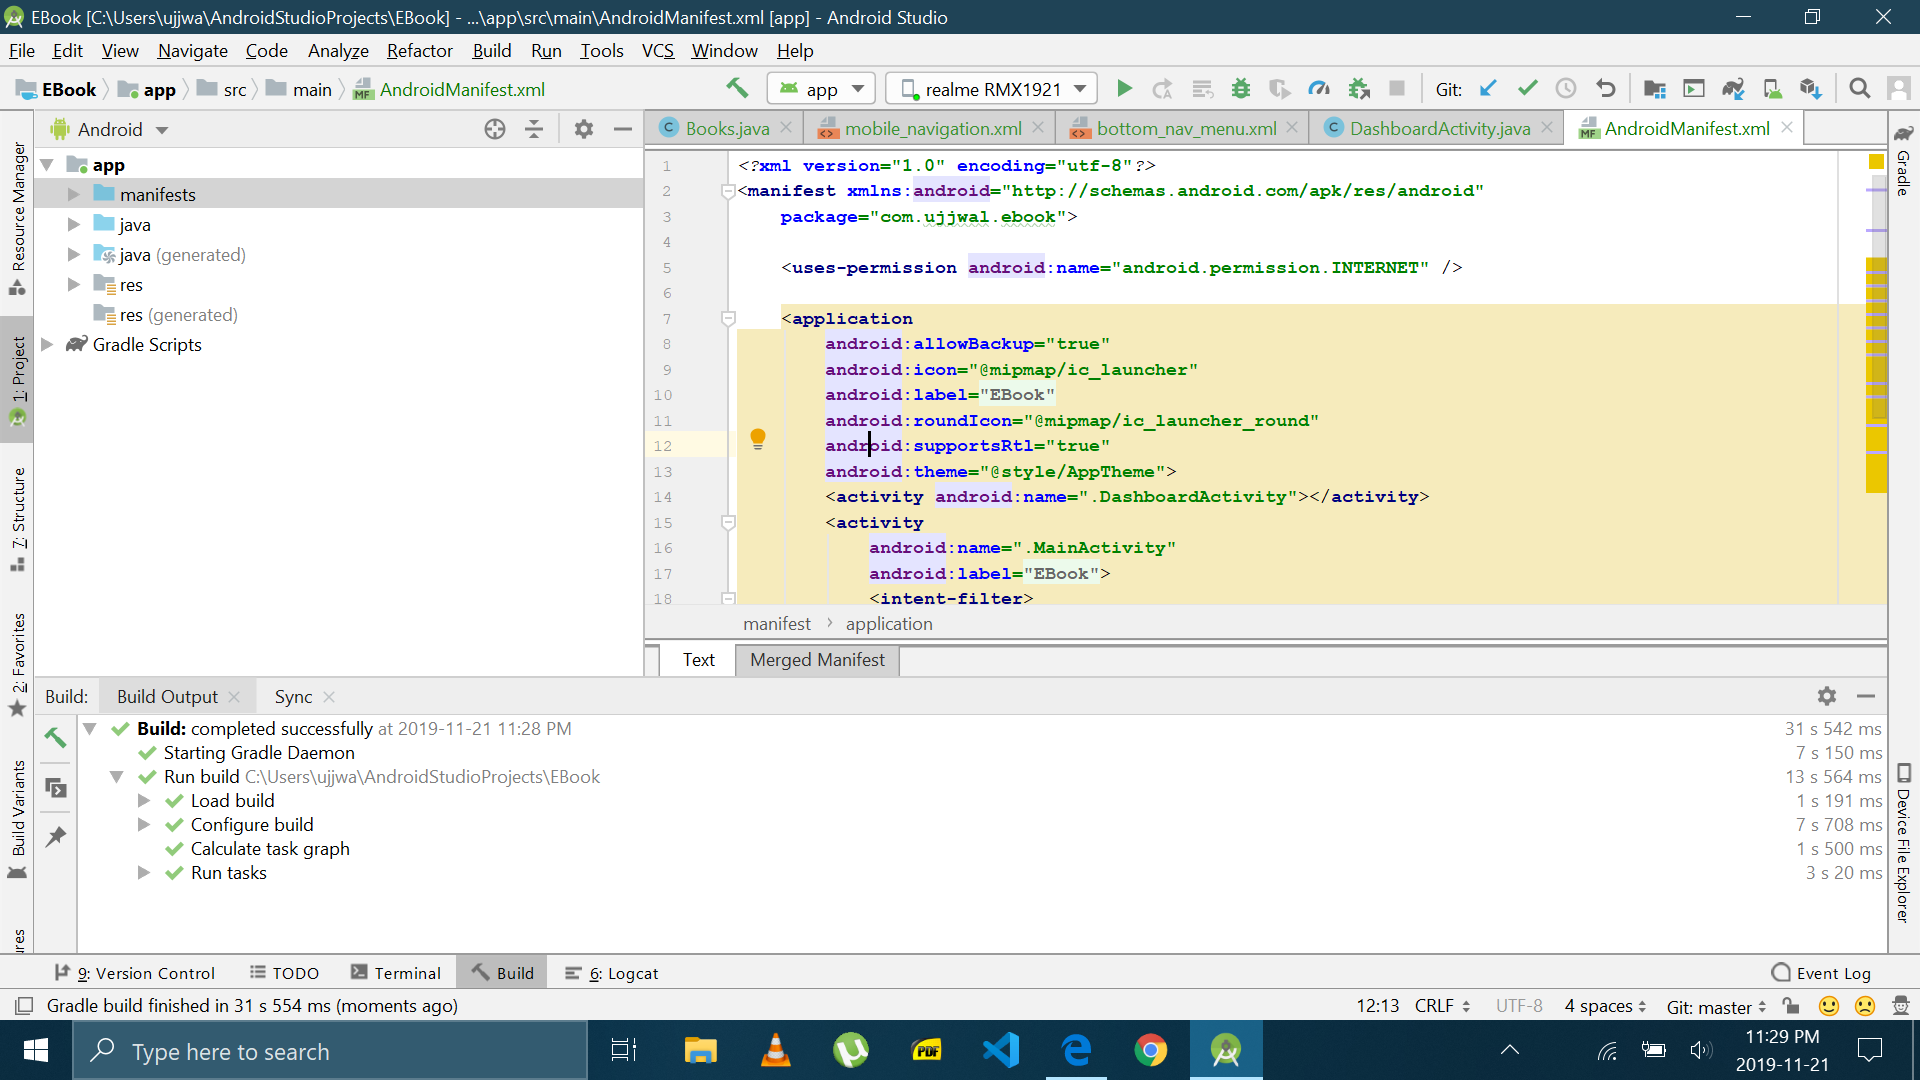 EBook [C:\Users\ujjwa\AndroidStudioProjects\EBook] - ...\app\src\main\AndroidManifest.xml [app] - Android Studio
File Edit View Navigate Code Analyze Refactor Build Run Tools VCS Window Help
EBook app src main AndroidManifest.xml app realme RMX1921 Git:
Android
Books.java mobile_navigation.xml bottom_nav_menu.xml DashboardActivity.java AndroidManifest.xml
app
manifests
java
java (generated)
res
res (generated)
Gradle Scripts
Resource Manager
1: Project
7: Structure
2: Favorites
Build Variants
Gradle
Device File Explorer
1 <?xml version="1.0" encoding="utf-8"?>
2 <manifest xmlns:android="http://schemas.android.com/apk/res/android"
3 package="com.ujjwal.ebook">
4
5 <uses-permission android:name="android.permission.INTERNET" />
6
7 <application
8 android:allowBackup="true"
9 android:icon="@mipmap/ic_launcher"
10 android:label="EBook"
11 android:roundIcon="@mipmap/ic_launcher_round"
12 android:supportsRtl="true"
13 android:theme="@style/AppTheme">
14 <activity android:name=".DashboardActivity"></activity>
15 <activity
16 android:name=".MainActivity"
17 android:label="EBook">
18 <intent-filter>
manifest › application
Text Merged Manifest
Build: Build Output Sync
Build: completed successfully at 2019-11-21 11:28 PM 31 s 542 ms
Starting Gradle Daemon 7 s 150 ms
Run build C:\Users\ujjwa\AndroidStudioProjects\EBook 13 s 564 ms
Load build 1 s 191 ms
Configure build 7 s 708 ms
Calculate task graph 1 s 500 ms
Run tasks 3 s 20 ms
9: Version Control TODO Terminal Build 6: Logcat Event Log
Gradle build finished in 31 s 554 ms (moments ago) 12:13 CRLF UTF-8 4 spaces Git: master
Type here to search
PDF
11:29 PM
2019-11-21